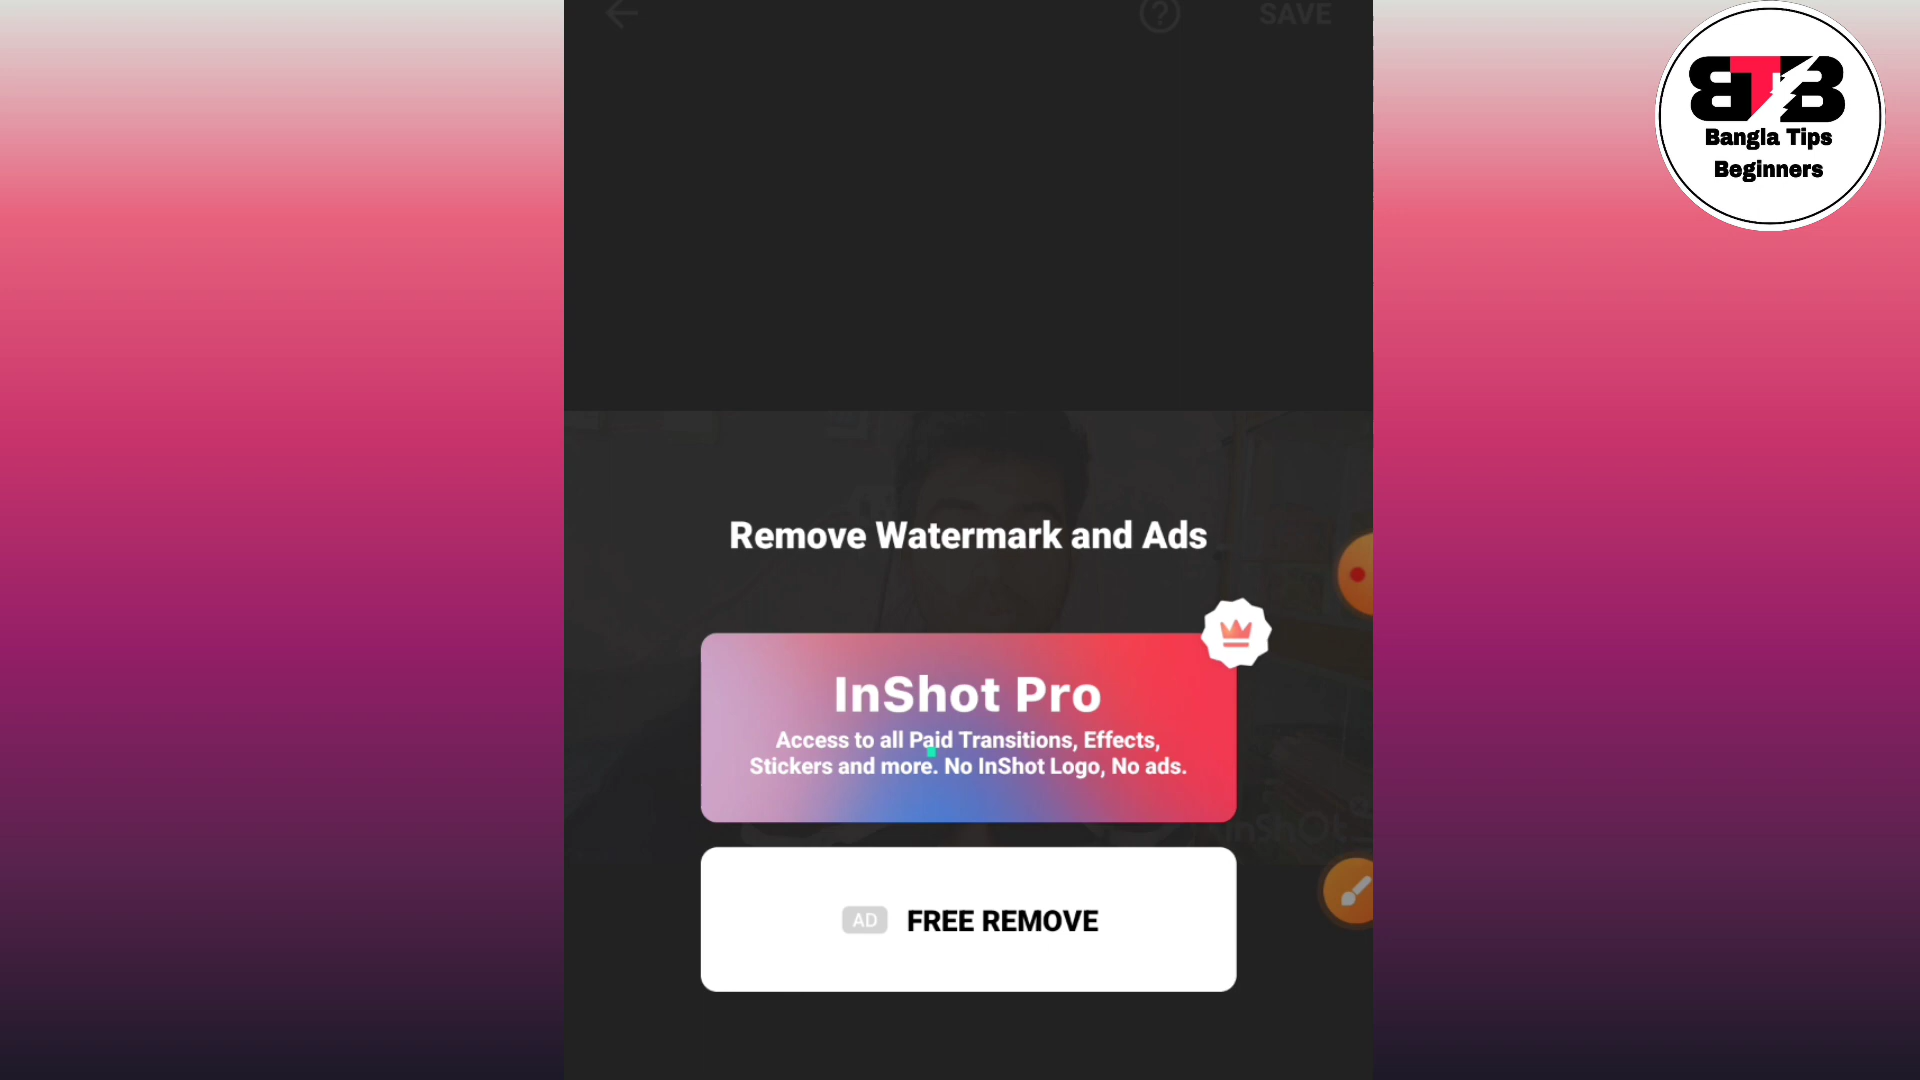 SAVE
Bangla Tips
Beginners
Remove Watermark and Ads
InShot Pro
Access to all Paid Transitions, Effects,
Stickers and more. No InShot Logo, No ads.
InShOt
AD FREE REMOVE